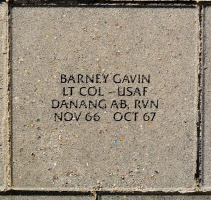 BARNEY GAVIN
LT COL - USAF
DANANG AB, RVN
NOV 66 OCT 67